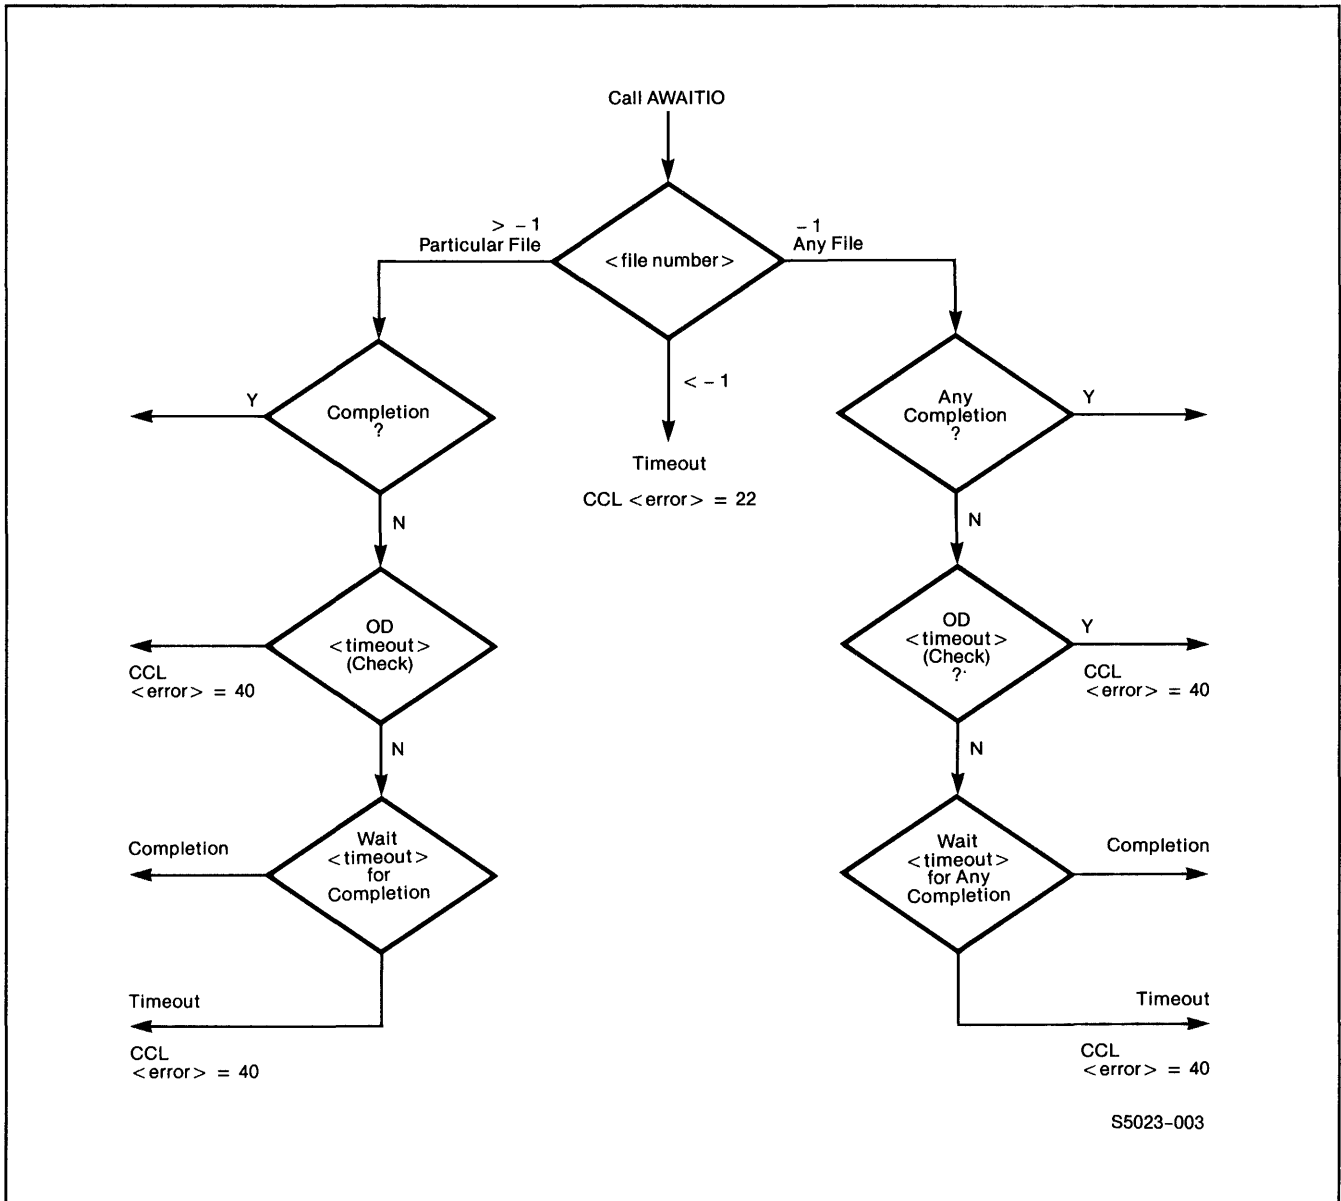 Call AWAITIO
> -1
Particular File
<file number>
-1
Any File
< -1
Timeout
CCL <error> = 22
Y
Completion
?
N
OD
<timeout>
(Check)
CCL
<error> = 40
N
Completion
Wait
<timeout>
for
Completion
Timeout
CCL
<error> = 40
Any
Completion
?
Y
N
OD
<timeout>
(Check)
?
Y
CCL
<error> = 40
N
Wait
<timeout>
for Any
Completion
Completion
Timeout
CCL
<error> = 40
S5023-003